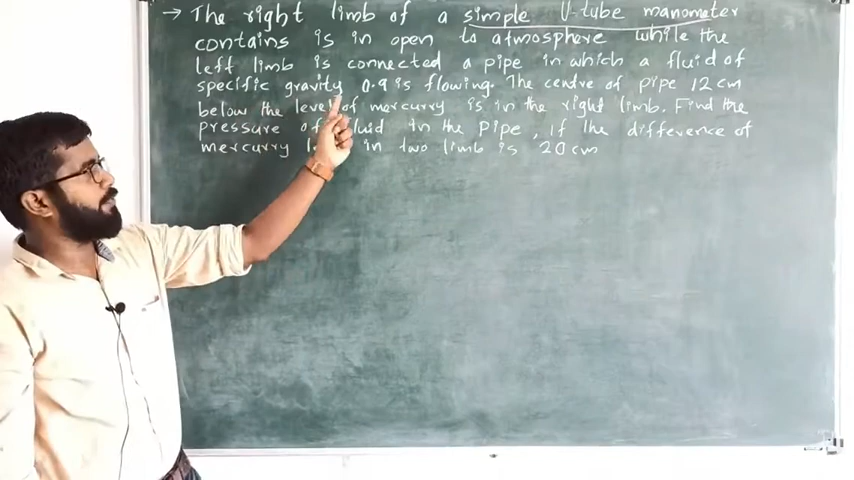 → The right limb of a simple U-tube manometer
contains is in open to atmosphere while the
left limb is connected a pipe in which a fluid of
specific gravity 0.9 is flowing. The centre of pipe 12 cm
below the level of mercurry is in the right limb. Find the
pressure of fluid in the pipe, if the difference of
mercurry in two limb is 20 cm